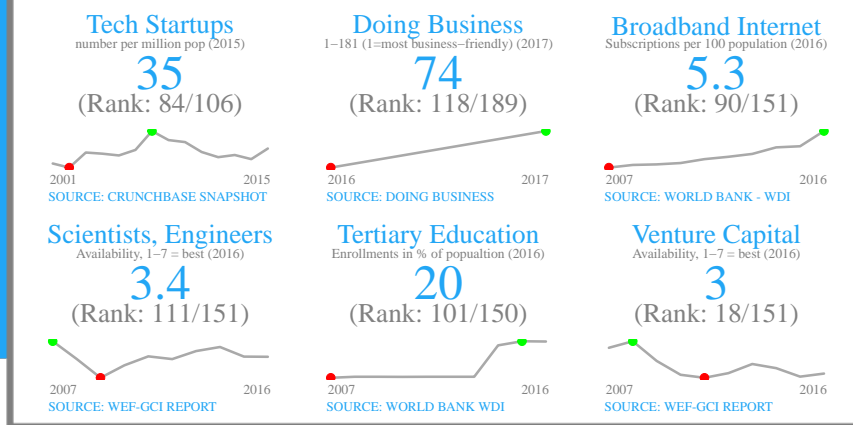 Tech Startups
number per million pop (2015)
35
(Rank: 84/106)
2001 2015
SOURCE: CRUNCHBASE SNAPSHOT
Doing Business
1−181 (1=most business−friendly) (2017)
74
(Rank: 118/189)
2016 2017
SOURCE: DOING BUSINESS
Broadband Internet
Subscriptions per 100 population (2016)
5.3
(Rank: 90/151)
2007 2016
SOURCE: WORLD BANK - WDI
Scientists, Engineers
Availability, 1−7 = best (2016)
3.4
(Rank: 111/151)
2007 2016
SOURCE: WEF-GCI REPORT
Tertiary Education
Enrollments in % of popualtion (2016)
20
(Rank: 101/150)
2007 2016
SOURCE: WORLD BANK WDI
Venture Capital
Availability, 1−7 = best (2016)
3
(Rank: 18/151)
2007 2016
SOURCE: WEF-GCI REPORT